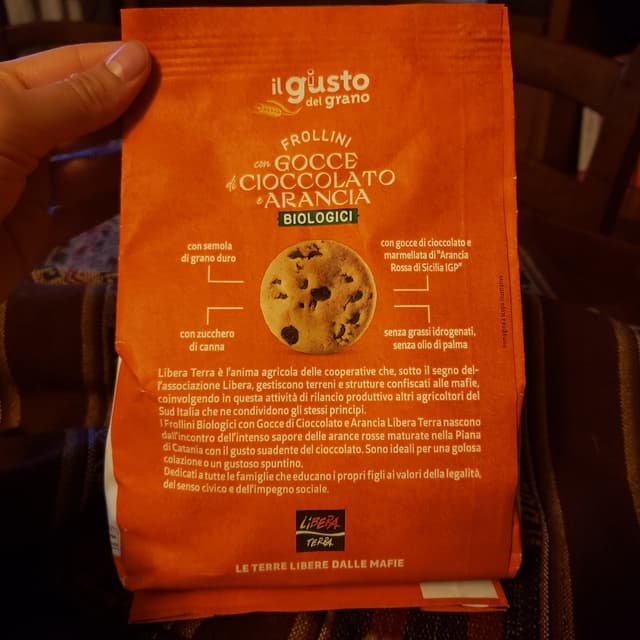 il gusto
del grano
FROLLINI
con GOCCE
di CIOCCOLATO
e ARANCIA
BIOLOGICI
con semola
di grano duro
con gocce di cioccolato e
marmellata di "Arancia
Rossa di Sicilia IGP"
con zucchero
di canna
senza grassi idrogenati,
senza olio di palma
Libera Terra è l'anima agricola delle cooperative che, sotto il segno del-
l'associazione Libera, gestiscono terreni e strutture confiscati alle mafie,
coinvolgendo in questa attività di rilancio produttivo altri agricoltori del
Sud Italia che ne condividono gli stessi principi.
I Frollini Biologici con Gocce di Cioccolato e Arancia Libera Terra nascono
dall'incontro dell'intenso sapore delle arance rosse maturate nella Piana
di Catania con il gusto suadente del cioccolato. Sono ideali per una golosa
colazione o un gustoso spuntino.
Dedicati a tutte le famiglie che educano i propri figli ai valori della legalità,
del senso civico e dell'impegno sociale.
LiBERA
TERRA
LE TERRE LIBERE DALLE MAFIE